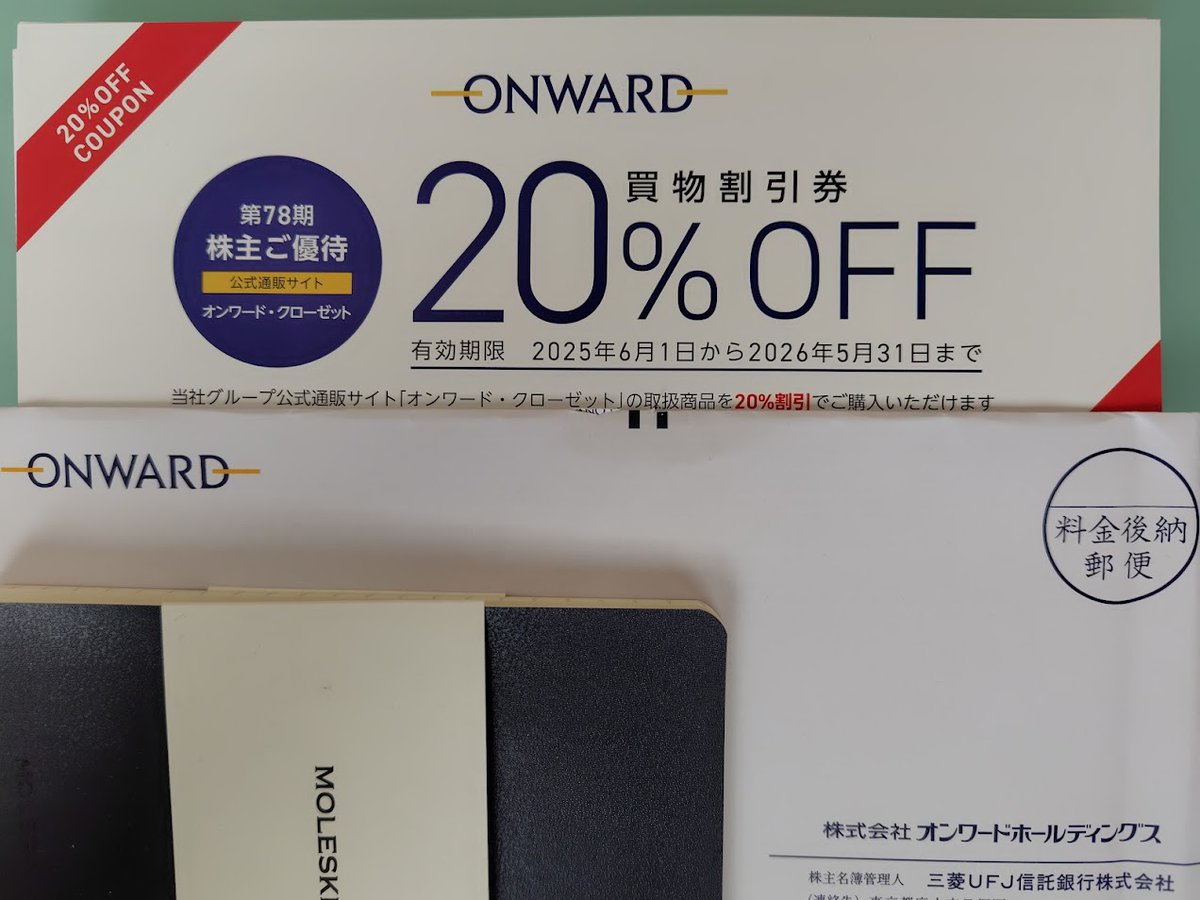 20%OFF
COUPON
ONWARD
買物割引券
20%OFF
第78期
株主ご優待
公式通販サイト
オンワード・クローゼット
有効期限 2025年6月1日から2026年5月31日まで
当社グループ公式通販サイト「オンワード・クローゼット」の取扱商品を20%割引でご購入いただけます
ONWARD
料金後納
郵便
MOLESKI
株式会社 オンワードホールディングス
株主名簿管理人 三菱UFJ信託銀行株式会社